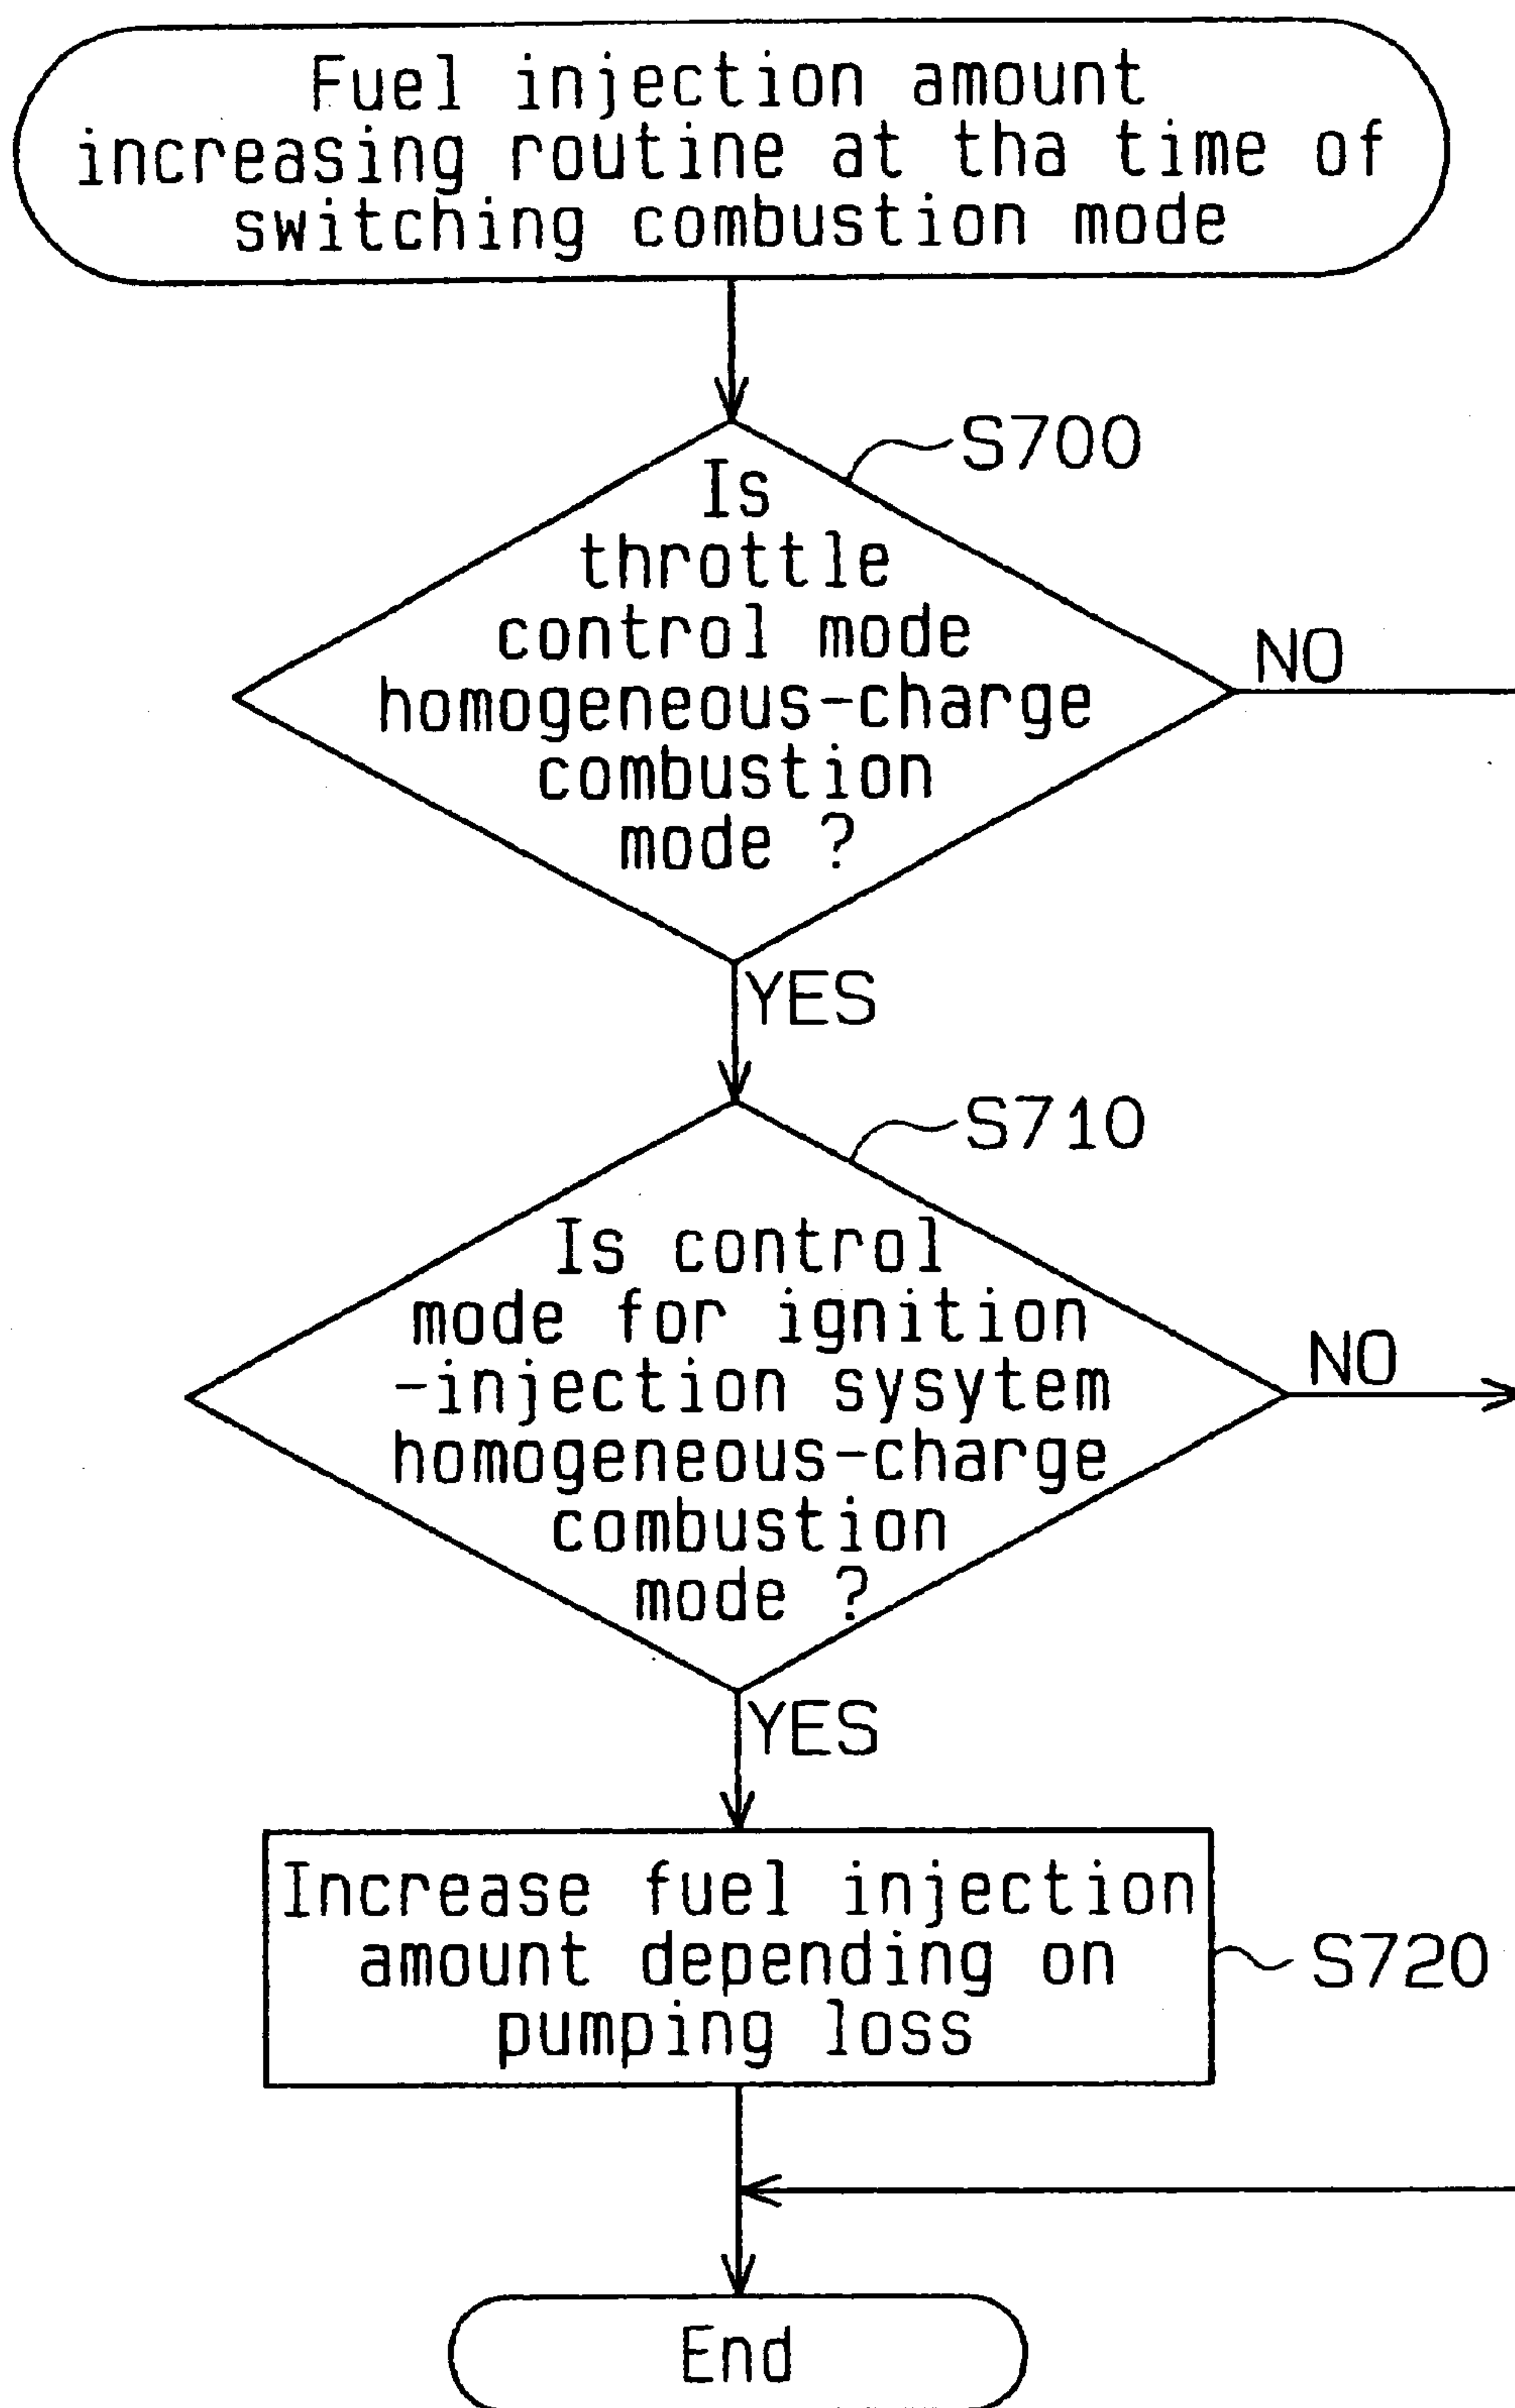 Fuel injection amount
increasing routine at tha time of
switching combustion mode
S700
Is
throttle
control mode
homogeneous-charge
combustion
mode ?
NO
YES
S710
Is control
mode for ignition
-injection sysytem
homogeneous-charge
combustion
mode ?
NO
YES
Increase fuel injection
amount depending on
pumping loss
S720
End